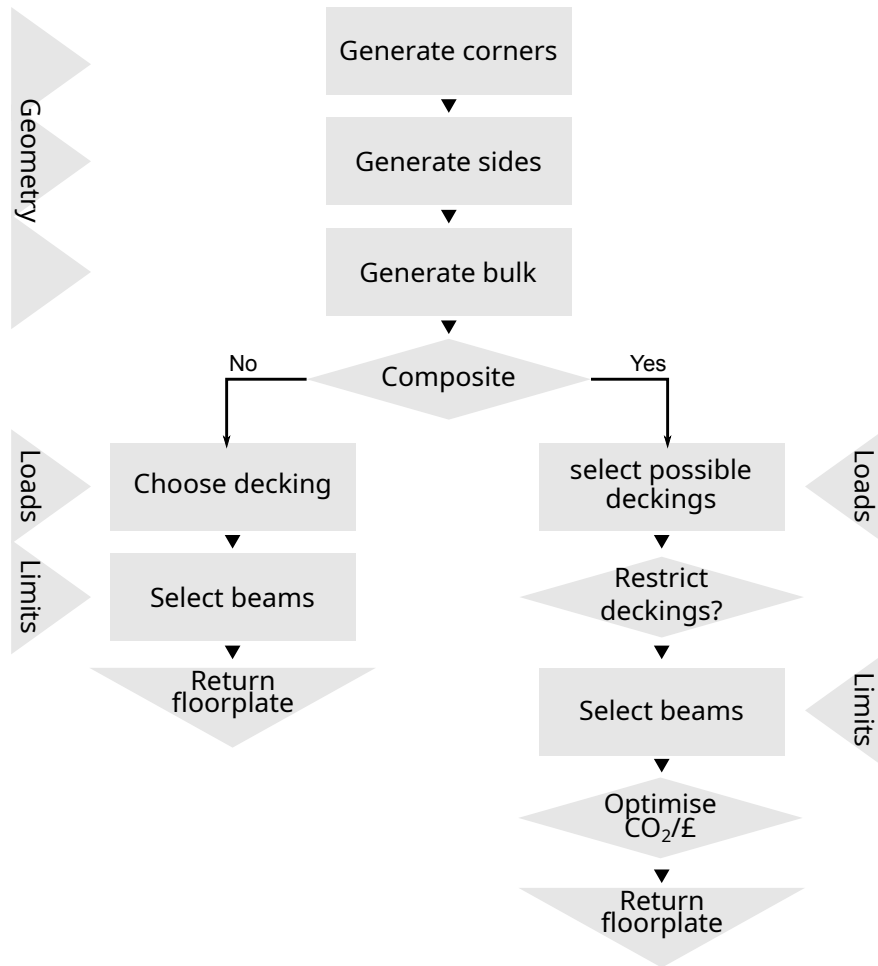 Generate corners
Geometry
Generate sides
Generate bulk
Composite
No
Yes
Loads
Choose decking
select possible
deckings
Loads
Limits
Select beams
Restrict
deckings?
Return
floorplate
Select beams
Limits
Optimise
CO₂/£
Return
floorplate